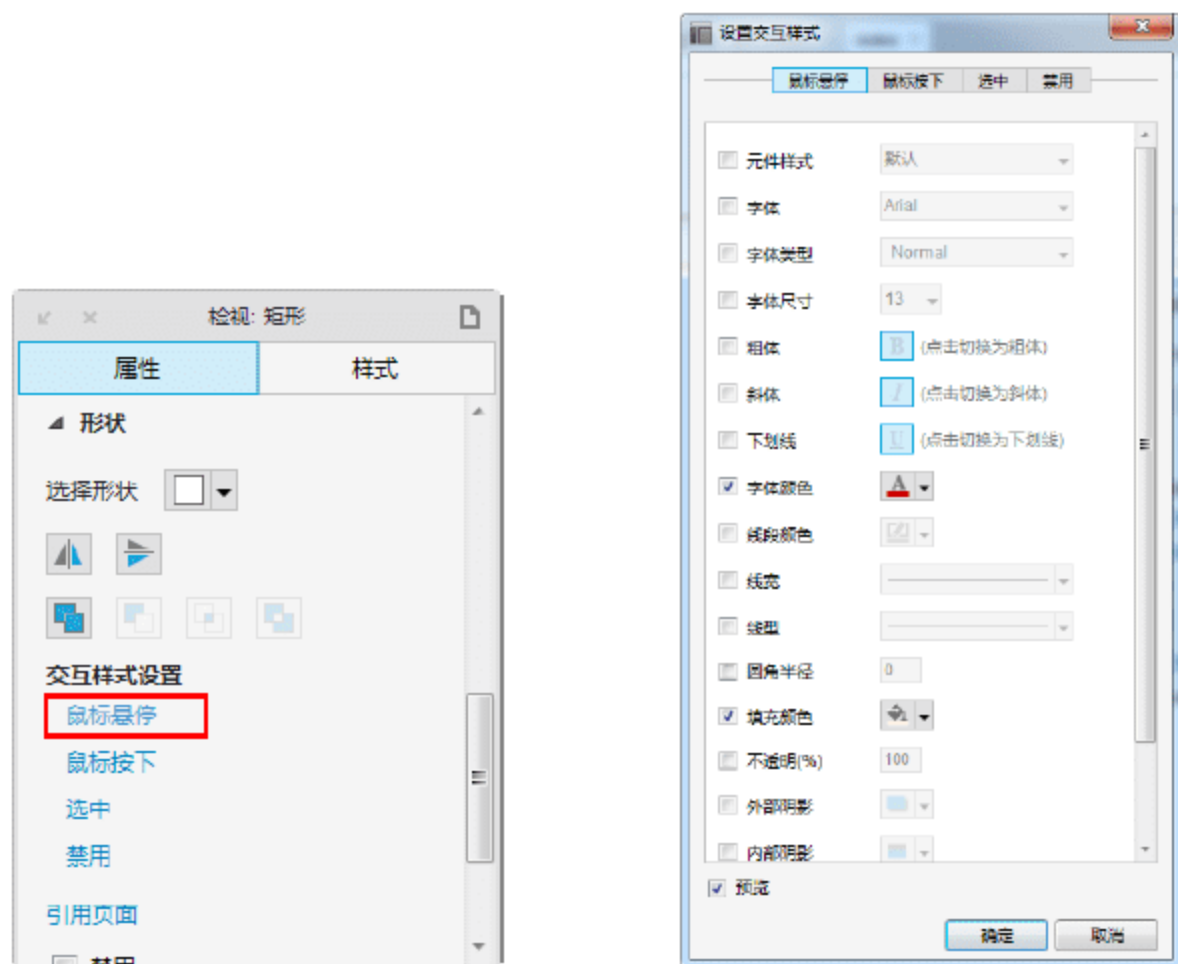 检视: 矩形
属性 样式
形状
选择形状
交互样式设置
鼠标悬停
鼠标按下
选中
禁用
引用页面
禁用
设置交互样式
鼠标悬停 鼠标按下 选中 禁用
元件样式 默认
字体 Arial
字体类型 Normal
字体尺寸 13
粗体 B (点击切换为粗体)
斜体 I (点击切换为斜体)
下划线 U (点击切换为下划线)
字体颜色 A
线段颜色
线宽
线型
圆角半径 0
填充颜色
不透明(%) 100
外部阴影
内部阴影
预览
确定 取消